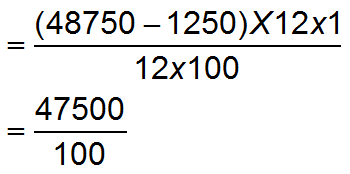 = (48750 – 1250)X12x1 / 12x100
= 47500 / 100